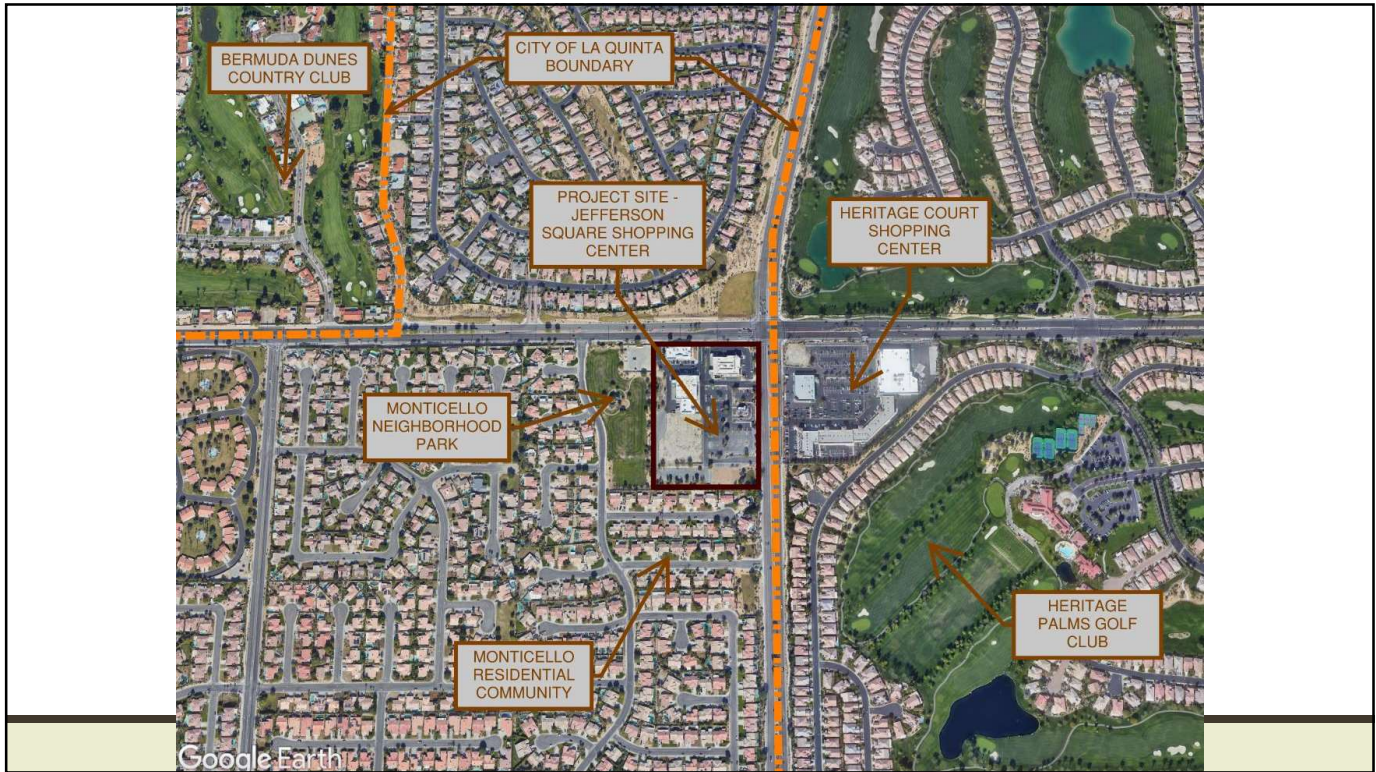 BERMUDA DUNES
COUNTRY CLUB
CITY OF LA QUINTA
BOUNDARY
PROJECT SITE -
JEFFERSON
SQUARE SHOPPING
CENTER
HERITAGE COURT
SHOPPING
CENTER
MONTICELLO
NEIGHBORHOOD
PARK
MONTICELLO
RESIDENTIAL
COMMUNITY
HERITAGE
PALMS GOLF
CLUB
Google Earth